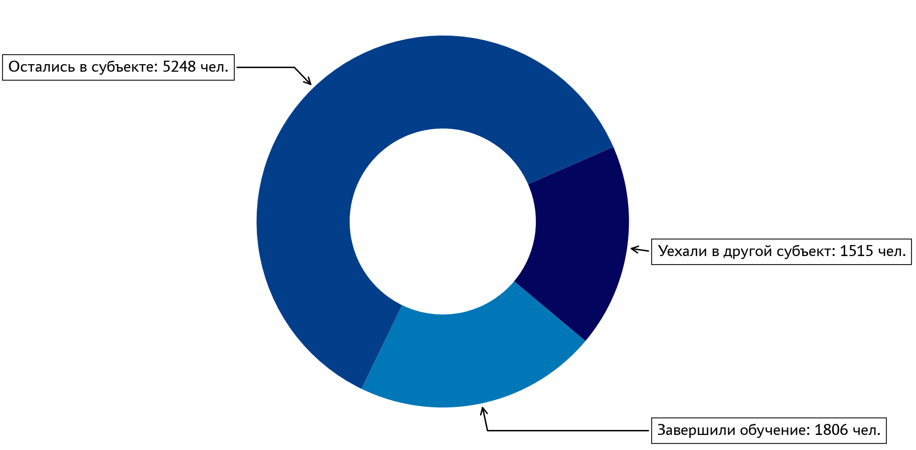 Остались в субъекте: 5248 чел.
Уехали в другой субъект: 1515 чел.
Завершили обучение: 1806 чел.